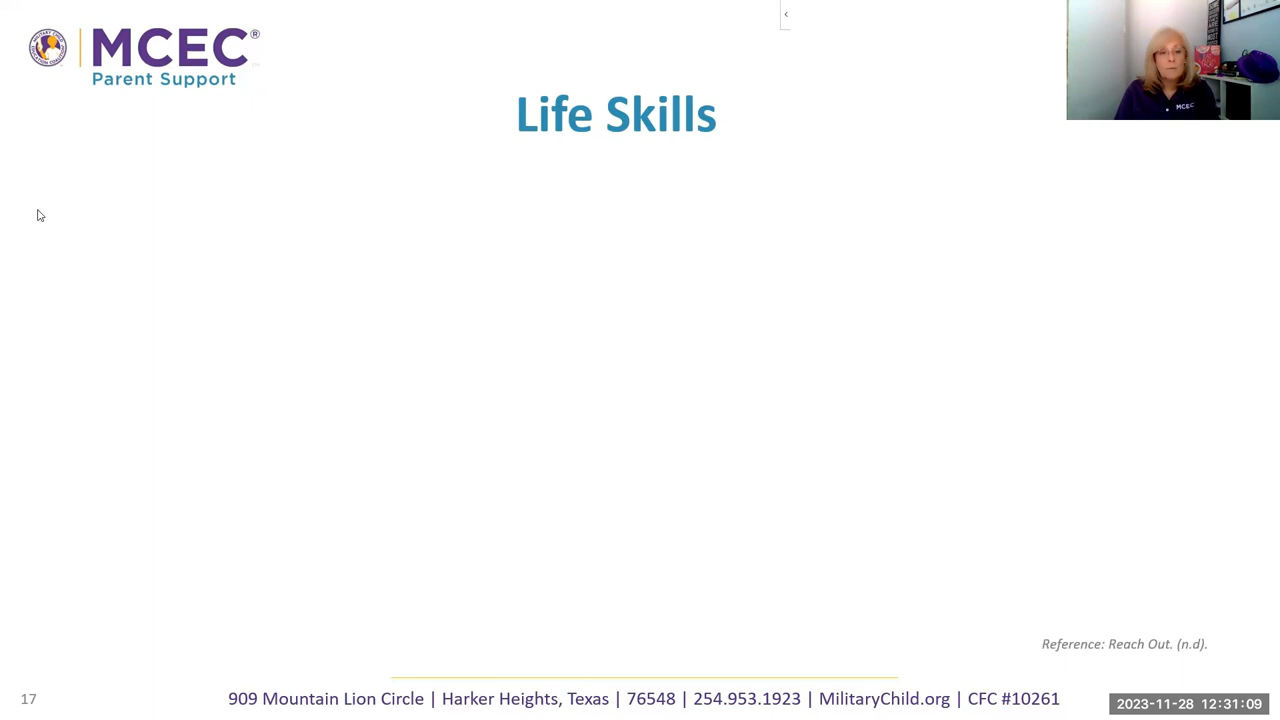 MCEC®
Parent Support
Life Skills
MCEC
Reference: Reach Out. (n.d).
17
909 Mountain Lion Circle | Harker Heights, Texas | 76548 | 254.953.1923 | MilitaryChild.org | CFC #10261
2023-11-28 12:31:09